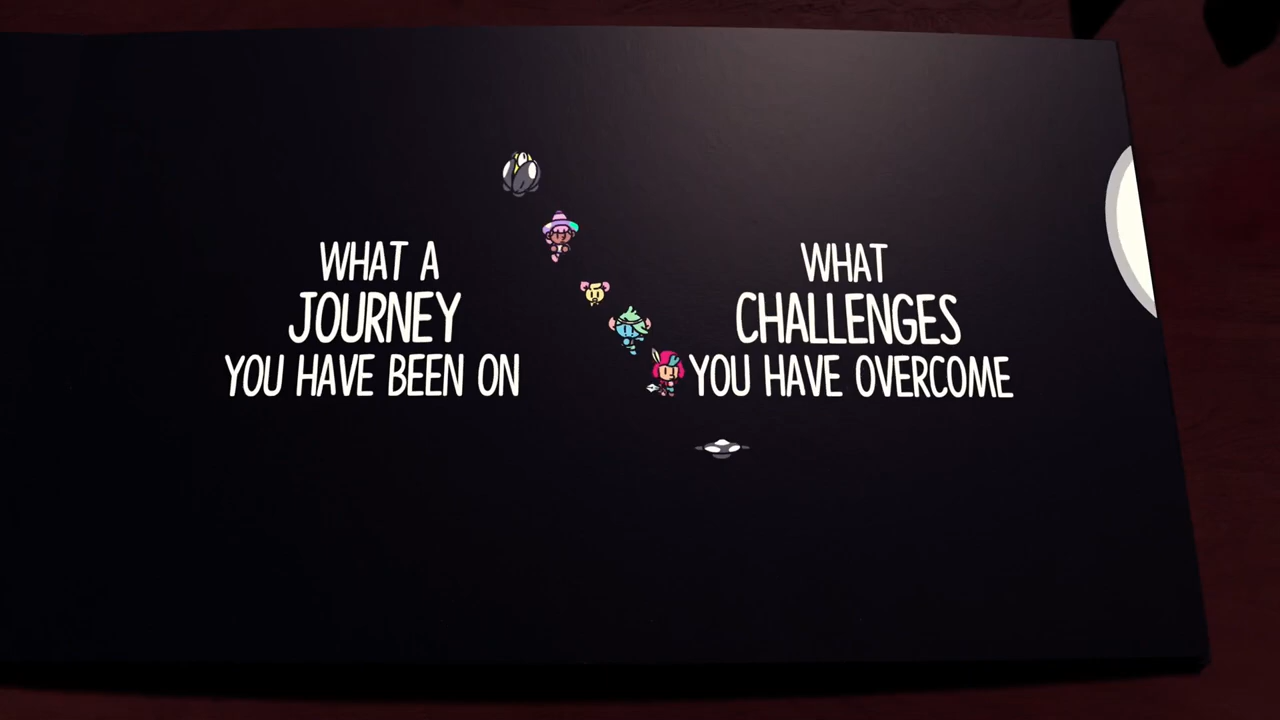 WHAT A
JOURNEY
YOU HAVE BEEN ON
WHAT
CHALLENGES
YOU HAVE OVERCOME